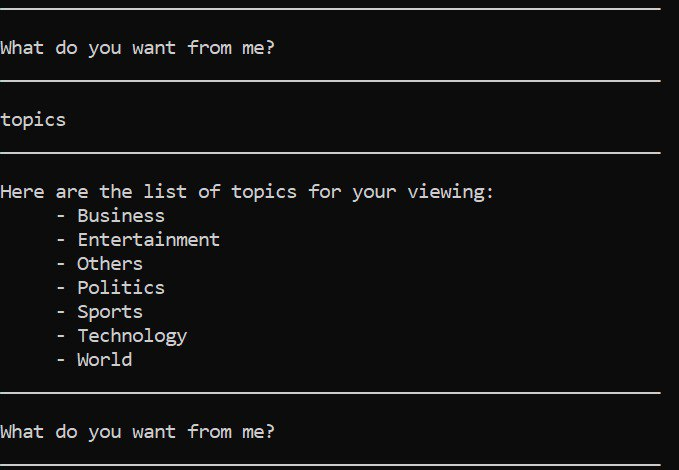 What do you want from me?
topics
Here are the list of topics for your viewing:
- Business
- Entertainment
- Others
- Politics
- Sports
- Technology
- World
What do you want from me?